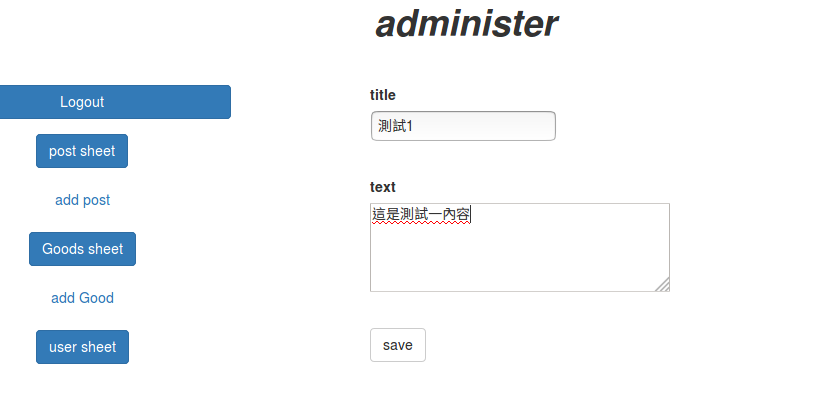 administer
Logout
post sheet
add post
Goods sheet
add Good
user sheet
title
測試1
text
這是測試一內容
save